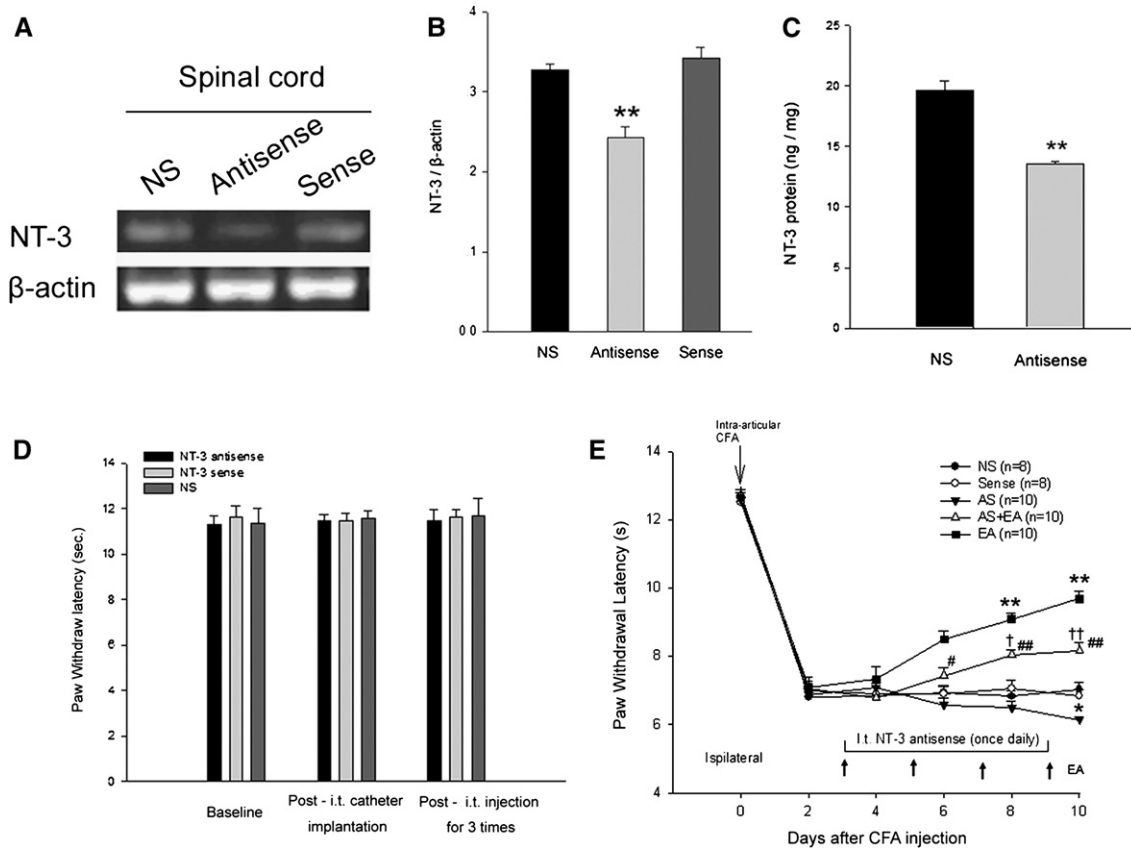 A
Spinal cord
NS
Antisense
Sense
NT-3
β-actin
B
NT-3 / β-actin
4
3
2
1
0 0
**
NS Antisense Sense
C
NT-3 protein (ng / mg)
25
20
15
10
5
0
**
NS Antisense
D
NT-3 antisense
NT-3 sense
NS
Paw Withdraw latency (sec.)
14
12
10
8
6
4
2
0
Baseline
Post - i.t. catheter
implantation
Post - i.t. injection
for 3 times
E
Intra-articular
CFA
NS (n=8)
Sense (n=8)
AS (n=10)
AS+EA (n=10)
EA (n=10)
Paw Withdrawal Latency (s)
14
12
10
8
6
4
**
**
†
##
††
##
#
*
I.t. NT-3 antisense (once daily)
Ispilateral
EA
0 2 4 6 8 10
Days after CFA injection